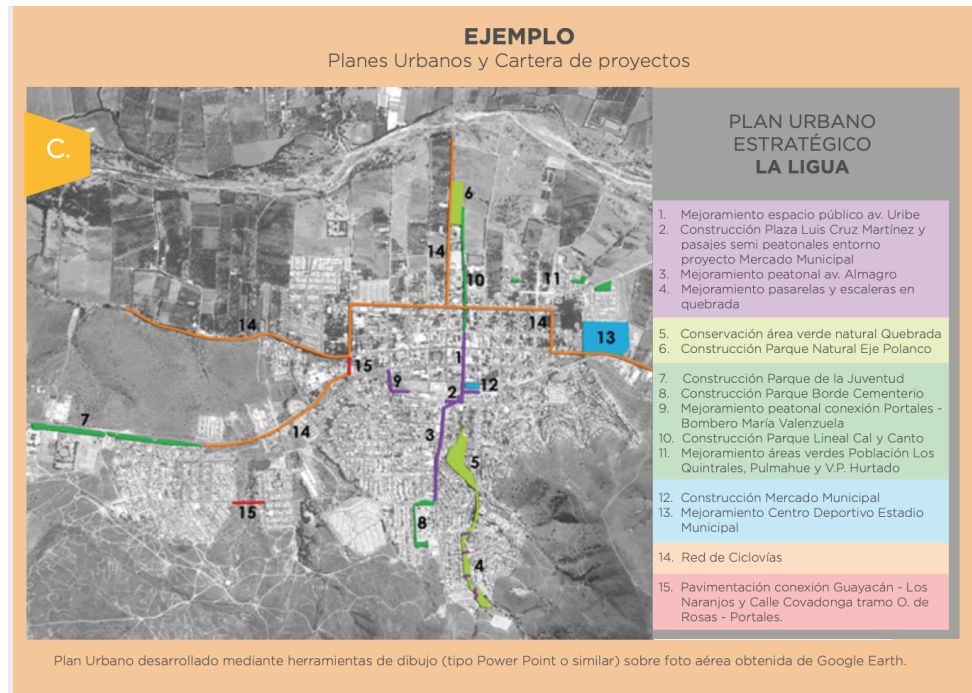 EJEMPLO
Planes Urbanos y Cartera de proyectos
C.
6
14
10
11
14
13
14
15
1
9
12
2
7
3
14
5
15
8
4
PLAN URBANO
ESTRATÉGICO
LA LIGUA
1. Mejoramiento espacio público av. Uribe
2. Construcción Plaza Luis Cruz Martínez y
pasajes semi peatonales entorno
proyecto Mercado Municipal
3. Mejoramiento peatonal av. Almagro
4. Mejoramiento pasarelas y escaleras en
quebrada
5. Conservación área verde natural Quebrada
6. Construcción Parque Natural Eje Polanco
7. Construcción Parque de la Juventud
8. Construcción Parque Borde Cementerio
9. Mejoramiento peatonal conexión Portales -
Bombero María Valenzuela
10. Construcción Parque Lineal Cal y Canto
11. Mejoramiento áreas verdes Población Los
Quintrales, Pulmahue y V.P. Hurtado
12. Construcción Mercado Municipal
13. Mejoramiento Centro Deportivo Estadio
Municipal
14. Red de Ciclovías
15. Pavimentación conexión Guayacán - Los
Naranjos y Calle Covadonga tramo O. de
Rosas - Portales.
Plan Urbano desarrollado mediante herramientas de dibujo (tipo Power Point o similar) sobre foto aérea obtenida de Google Earth.